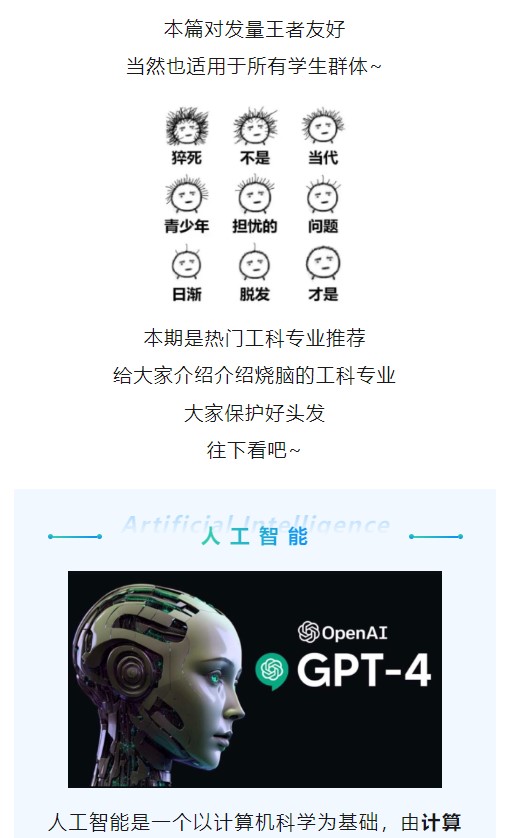 本篇对发量王者友好
当然也适用于所有学生群体~
猝死 不是 当代
青少年 担忧的 问题
日渐 脱发 才是
本期是热门工科专业推荐
给大家介绍介绍烧脑的工科专业
大家保护好头发
往下看吧~
Artificial Intelligence
人工智能
OpenAI
GPT-4
人工智能是一个以计算机科学为基础，由计算